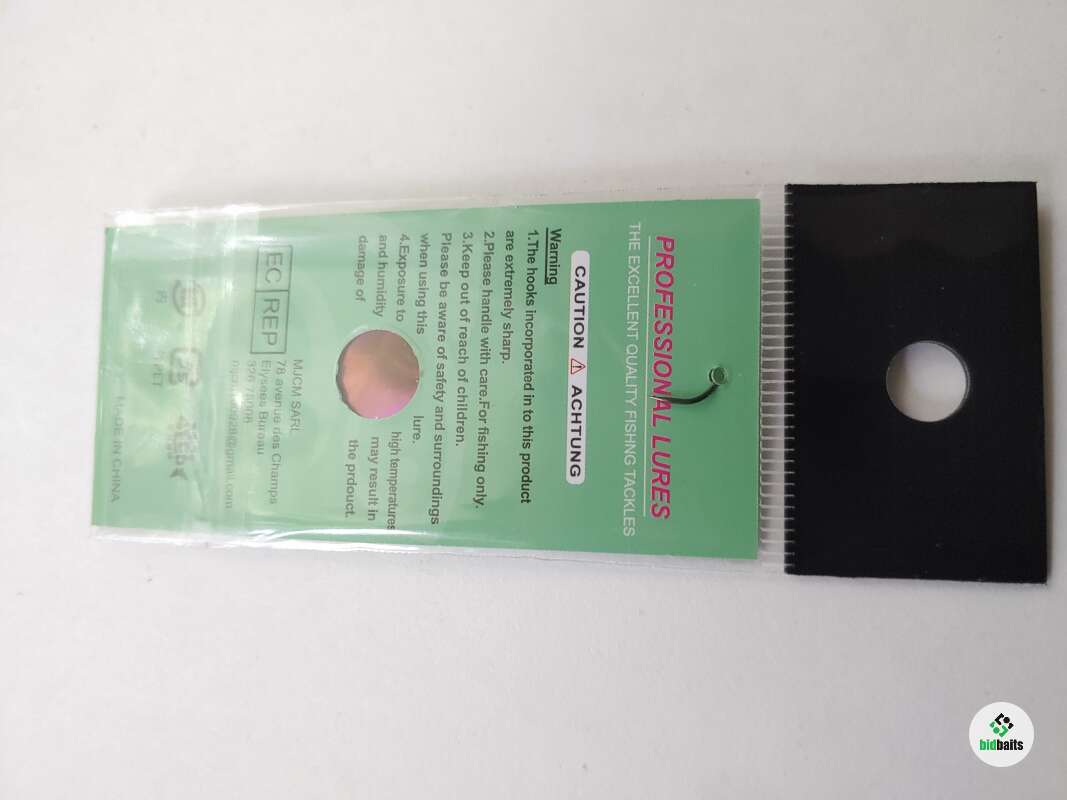 PROFESSIONAL LURES
THE EXCELLENT QUALITY FISHNG TACKLES
CAUTION ACHTUNG
Warning
1.The hooks incorporated in to this product
are extremely sharp.
2.Please handle with care.For fishing only.
3.Keep out of reach of children.
Please be aware of safety and surroundings
when using this lure.
4.Exposure to high temperatures
and humidity may result in
damage of the prdouct.
EC REP
MJCM SARL
78 avenue des Champs
Elysees Bureau
MADE IN CHINA
bidbaits